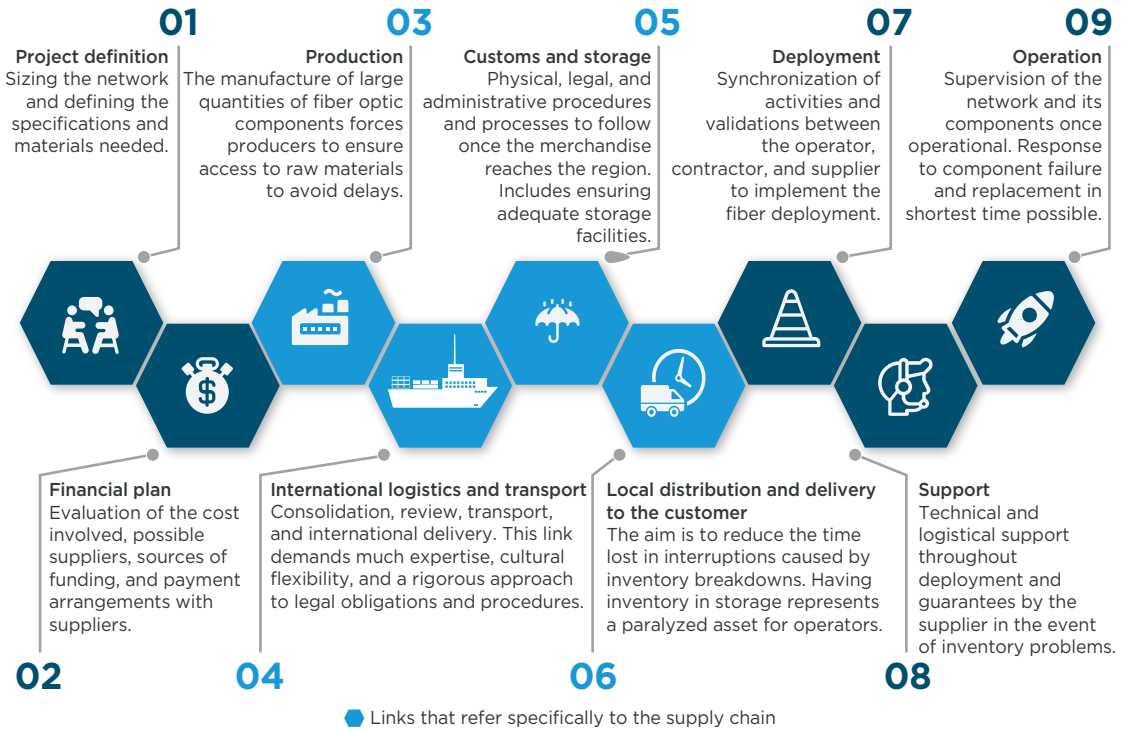 01
Project definition
Sizing the network
and defining the
specifications and
materials needed.
03
Production
The manufacture of large
quantities of fiber optic
components forces
producers to ensure
access to raw materials
to avoid delays.
05
Customs and storage
Physical, legal, and
administrative procedures
and processes to follow
once the merchandise
reaches the region.
Includes ensuring
adequate storage
facilities.
07
Deployment
Synchronization of
activities and
validations between
the operator,
contractor, and supplier
to implement the
fiber deployment.
09
Operation
Supervision of the
network and its
components once
operational. Response
to component failure
and replacement in
shortest time possible.
$
Financial plan
Evaluation of the cost
involved, possible
suppliers, sources of
funding, and payment
arrangements with
suppliers.
02
International logistics and transport
Consolidation, review, transport,
and international delivery. This link
demands much expertise, cultural
flexibility, and a rigorous approach
to legal obligations and procedures.
04
Local distribution and delivery
to the customer
The aim is to reduce the time
lost in interruptions caused by
inventory breakdowns. Having
inventory in storage represents
a paralyzed asset for operators.
06
Support
Technical and
logistical support
throughout
deployment and
guarantees by the
supplier in the event
of inventory problems.
08
Links that refer specifically to the supply chain